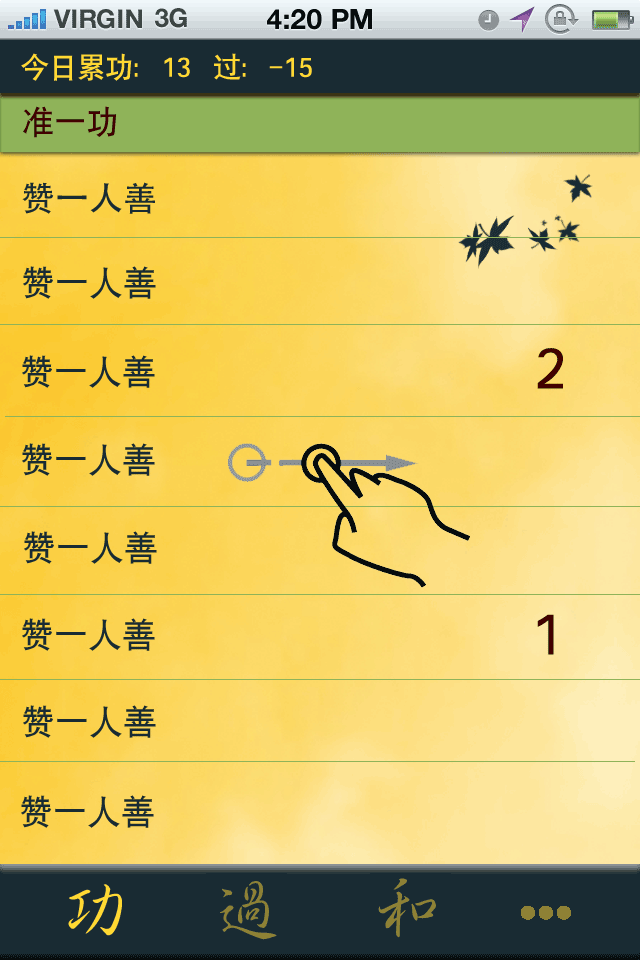 VIRGIN 3G 4:20 PM
今日累功: 13 过: -15
准一功
赞一人善
赞一人善
赞一人善 2
赞一人善
赞一人善
赞一人善 1
赞一人善
赞一人善
功 過 和 •••